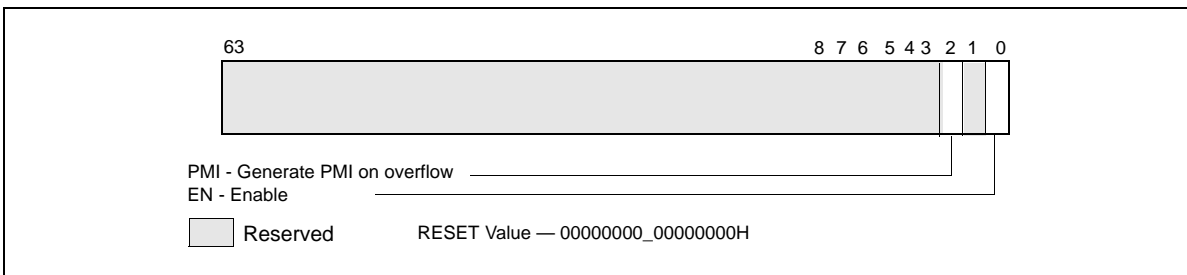 63 8 7 6 5 4 3 2 1 0
PMI - Generate PMI on overflow
EN - Enable
Reserved RESET Value — 00000000_00000000H